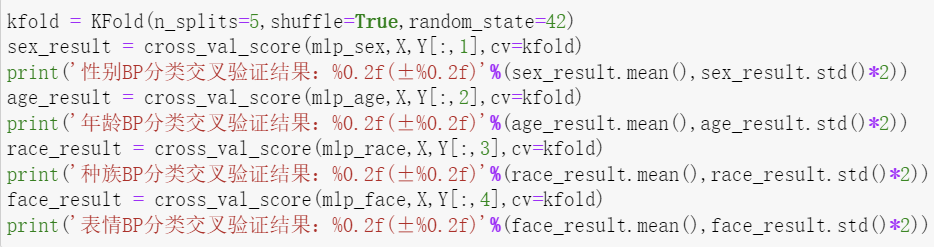 kfold = KFold(n_splits=5,shuffle=True,random_state=42)
sex_result = cross_val_score(mlp_sex,X,Y[:,1],cv=kfold)
print('性别BP分类交叉验证结果：%0.2f(±%0.2f)'%(sex_result.mean(),sex_result.std()*2))
age_result = cross_val_score(mlp_age,X,Y[:,2],cv=kfold)
print('年龄BP分类交叉验证结果：%0.2f(±%0.2f)'%(age_result.mean(),age_result.std()*2))
race_result = cross_val_score(mlp_race,X,Y[:,3],cv=kfold)
print('种族BP分类交叉验证结果：%0.2f(±%0.2f)'%(race_result.mean(),race_result.std()*2))
face_result = cross_val_score(mlp_face,X,Y[:,4],cv=kfold)
print('表情BP分类交叉验证结果：%0.2f(±%0.2f)'%(face_result.mean(),face_result.std()*2))